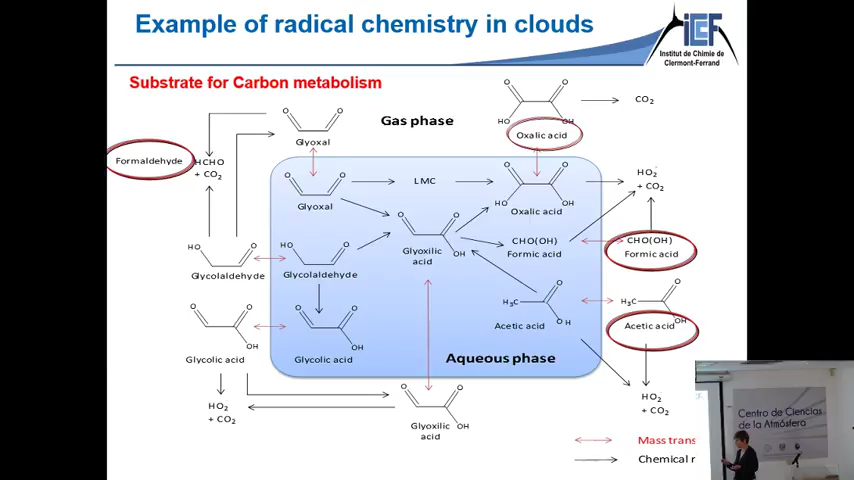 Example of radical chemistry in clouds
iCCF
Institut de Chimie de
Clermont-Ferrand
Substrate for Carbon metabolism
Gas phase
O
O
Glyoxal
O
O
HO
OH
Oxalic acid
CO2
Formaldehyde
HCHO
+ CO2
O
O
Glyoxal
LMC
O
O
HO
OH
Oxalic acid
HO2
+ CO2
HO
O
Glycolaldehyde
HO
O
Glycolaldehyde
O
O
OH
Glyoxilic
acid
CHO(OH)
Formic acid
CHO(OH)
Formic acid
O
O
OH
Glycolic acid
O
O
OH
Glycolic acid
H3C
O
OH
Acetic acid
H3C
O
OH
Acetic acid
Aqueous phase
HO2
+ CO2
O
O
OH
Glyoxilic
acid
HO2
+ CO2
Mass trans
Chemical r
Centro de Ciencias
de la Atmósfera